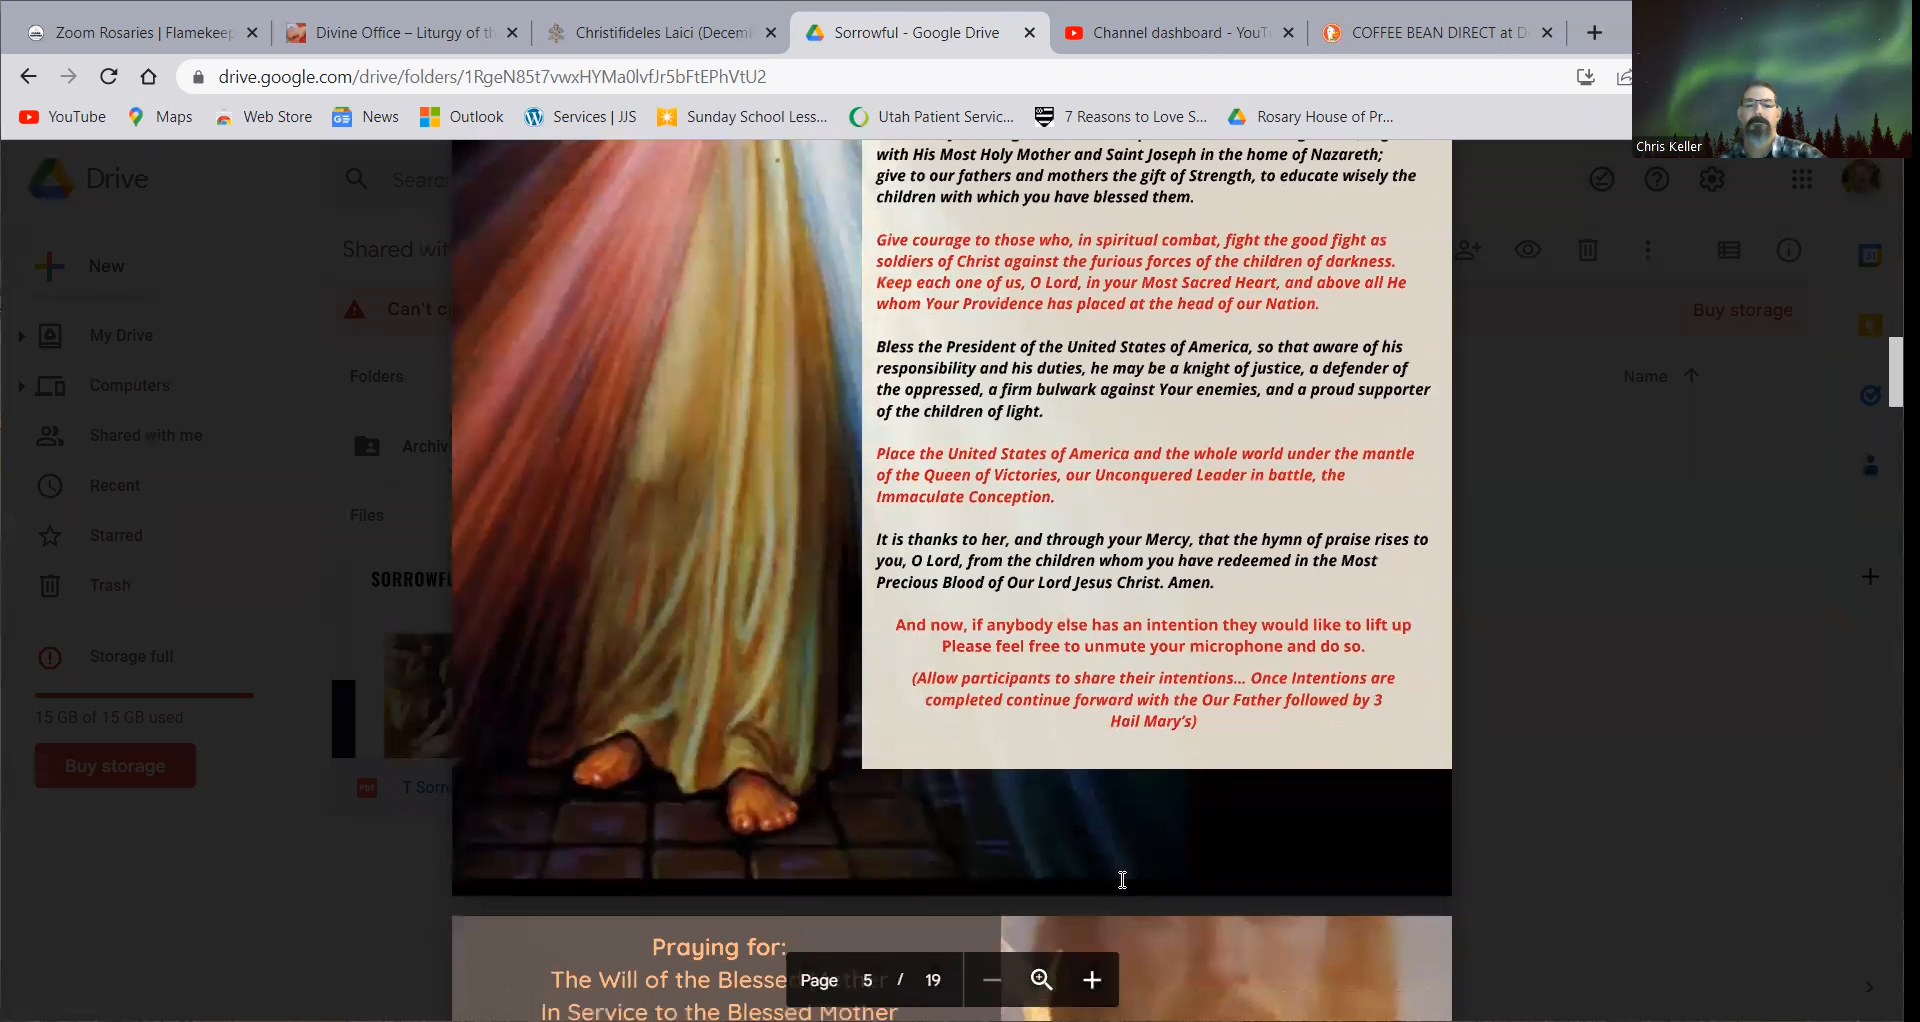 Zoom Rosaries | Flamekeep
Divine Office – Liturgy of th
Christifideles Laici (Decem
Sorrowful - Google Drive
Channel dashboard - YouT
COFFEE BEAN DIRECT at D
drive.google.com/drive/folders/1RgeN85t7vwxHYMa0lvfJr5bFtEPhVtU2
YouTube
Maps
Web Store
News
Outlook
Services | JJS
Sunday School Less...
Utah Patient Servic...
7 Reasons to Love S...
Rosary House of Pr...
Chris Keller
Drive
Searc
Shared wit
New
Can't c
Buy storage
My Drive
Folders
Name
Computers
Shared with me
Archiv
Recent
Files
Starred
Trash
SORROWFU
Storage full
15 GB of 15 GB used
Buy storage
PDF
T Sorro
with His Most Holy Mother and Saint Joseph in the home of Nazareth;
give to our fathers and mothers the gift of Strength, to educate wisely the
children with which you have blessed them.
Give courage to those who, in spiritual combat, fight the good fight as
soldiers of Christ against the furious forces of the children of darkness.
Keep each one of us, O Lord, in your Most Sacred Heart, and above all He
whom Your Providence has placed at the head of our Nation.
Bless the President of the United States of America, so that aware of his
responsibility and his duties, he may be a knight of justice, a defender of
the oppressed, a firm bulwark against Your enemies, and a proud supporter
of the children of light.
Place the United States of America and the whole world under the mantle
of the Queen of Victories, our Unconquered Leader in battle, the
Immaculate Conception.
It is thanks to her, and through your Mercy, that the hymn of praise rises to
you, O Lord, from the children whom you have redeemed in the Most
Precious Blood of Our Lord Jesus Christ. Amen.
And now, if anybody else has an intention they would like to lift up
Please feel free to unmute your microphone and do so.
(Allow participants to share their intentions... Once Intentions are
completed continue forward with the Our Father followed by 3
Hail Mary's)
Praying for:
The Will of the Blessed Mother
In Service to the Blessed Mother
Page 5 / 19